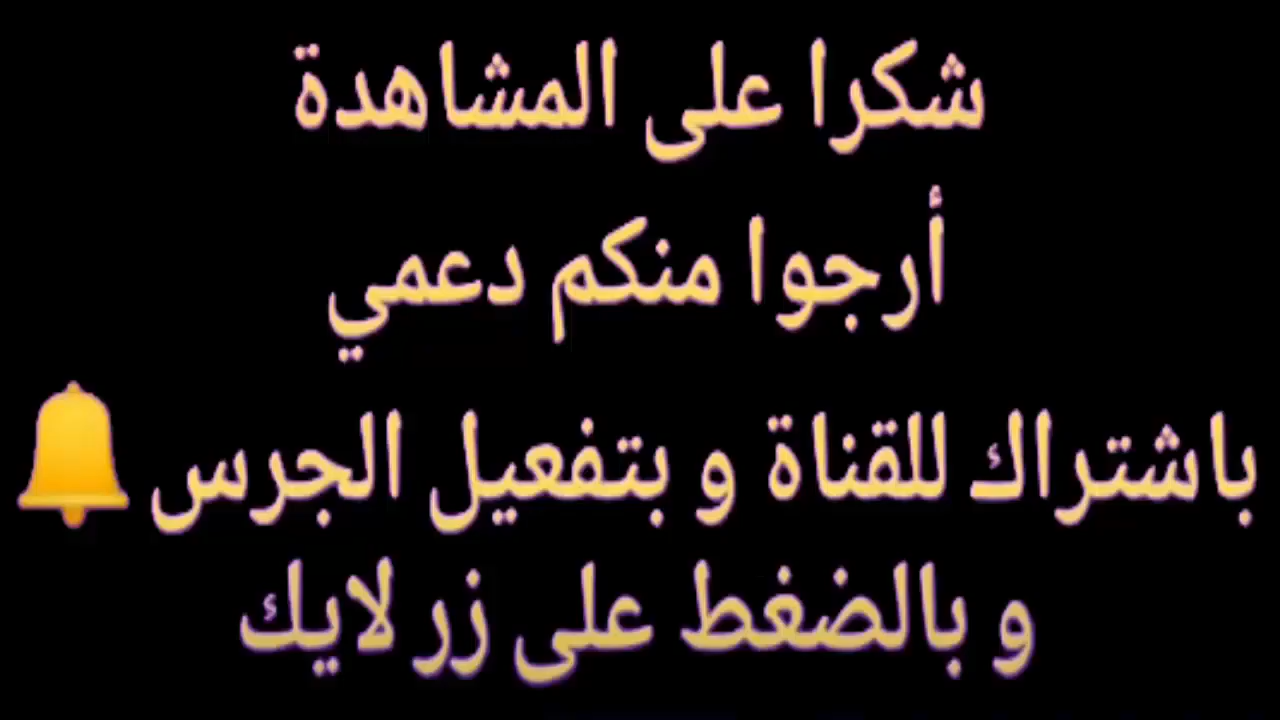 شكرا على المشاهدة
أرجوا منكم دعمي
باشتراك للقناة و بتفعيل الجرس
و بالضغط على زر لايك